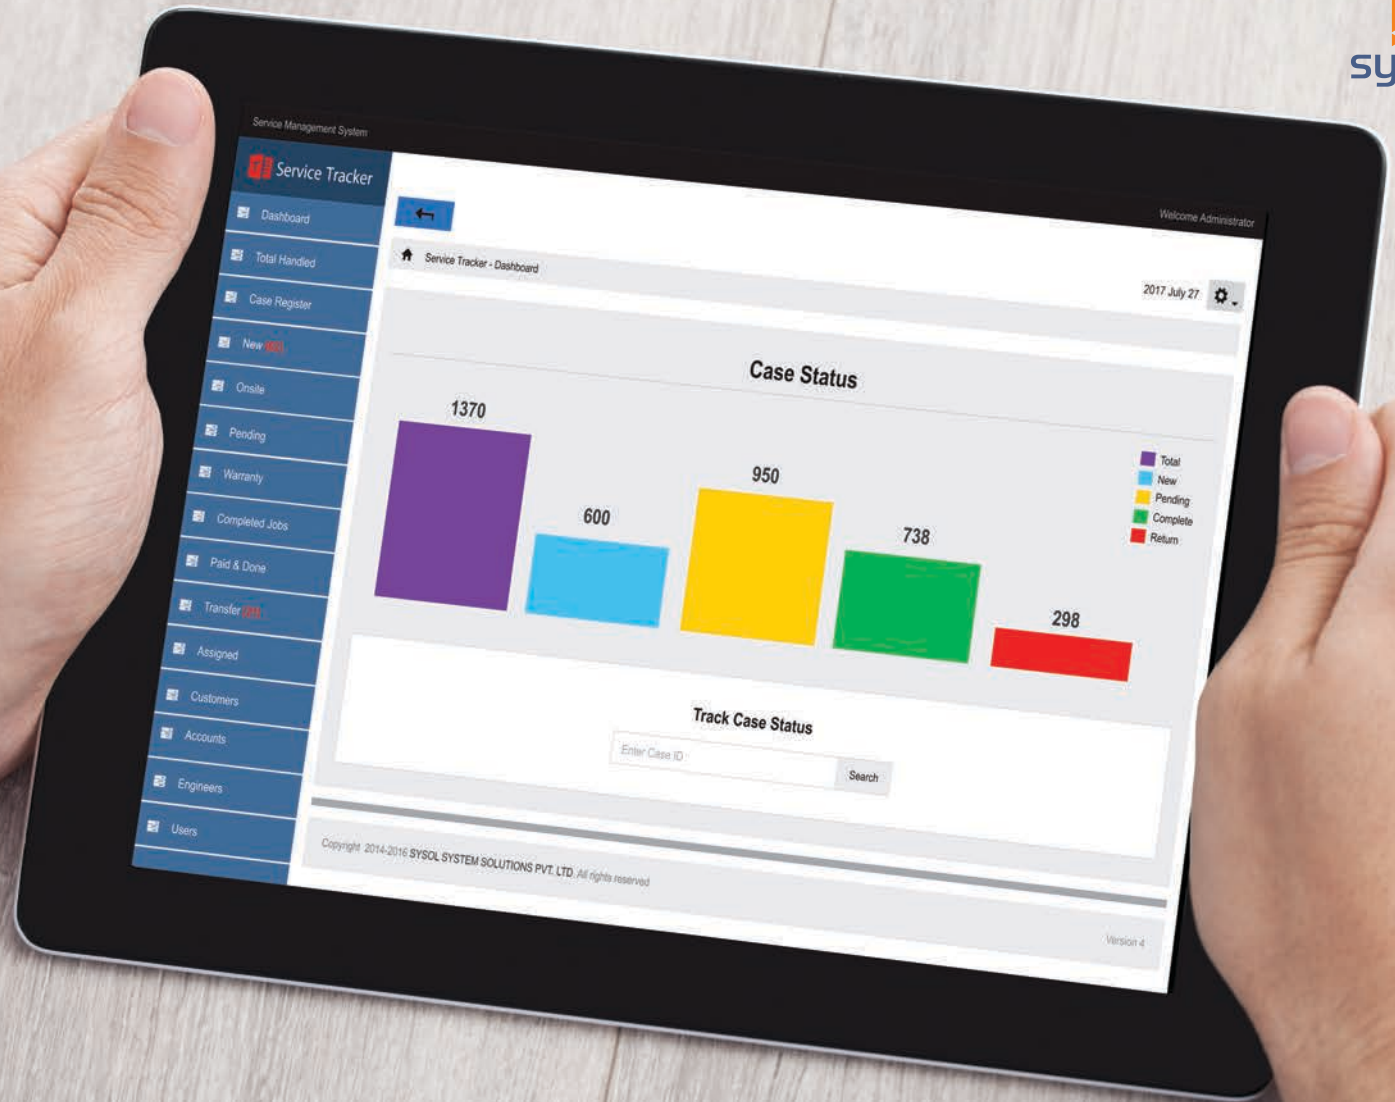 sy
Service Management System
Welcome Administrator
Service Tracker
Dashboard
Total Handled
Case Register
New
Onsite
Pending
Warranty
Completed Jobs
Paid & Done
Transfer
Assigned
Customers
Accounts
Engineers
Users
Service Tracker - Dashboard
2017 July 27
Case Status
1370
600
950
738
298
Total
New
Pending
Complete
Return
Track Case Status
Enter Case ID
Search
Copyright 2014-2016 SYSOL SYSTEM SOLUTIONS PVT. LTD. All rights reserved
Version 4